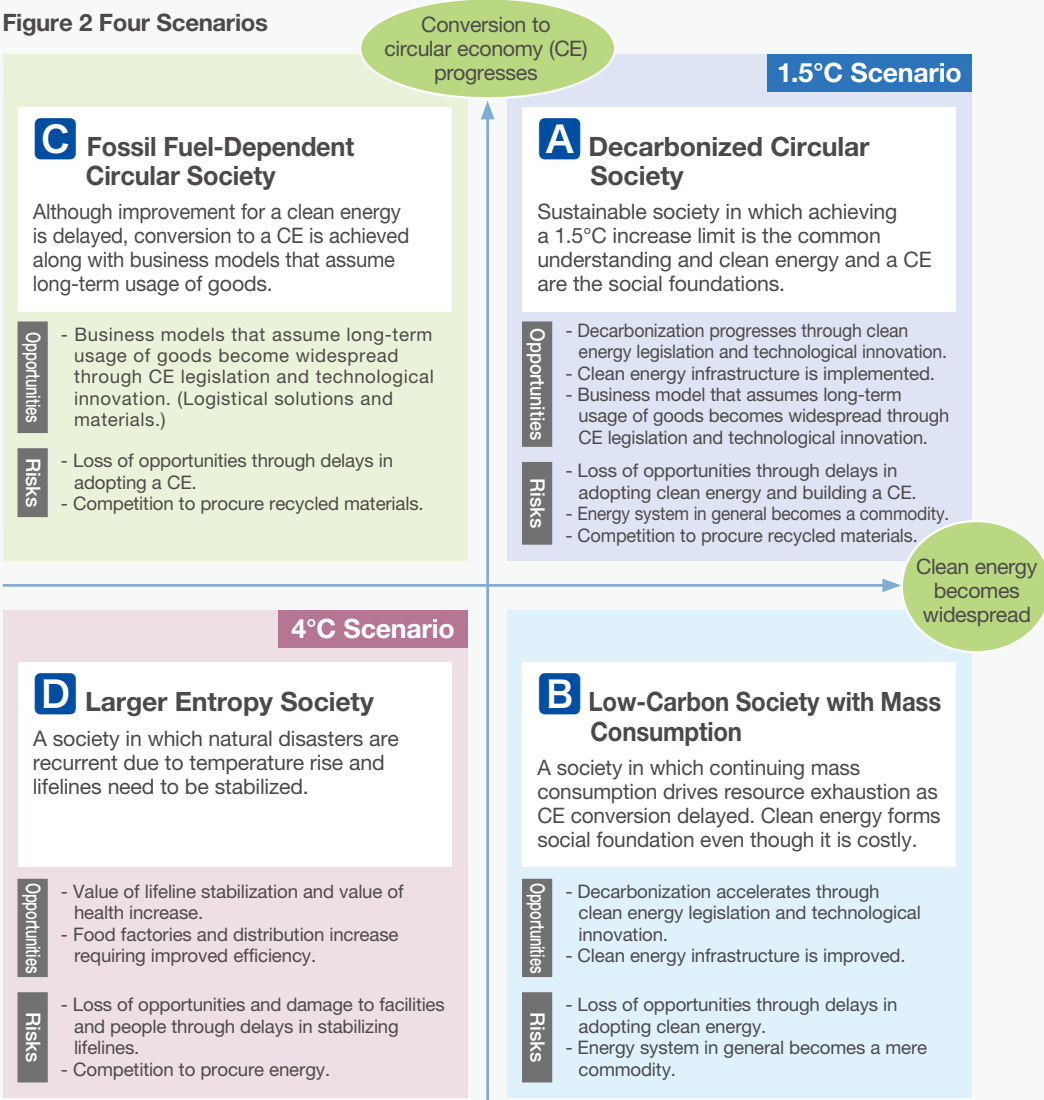 Figure 2 Four Scenarios
Conversion to
circular economy (CE)
progresses
C Fossil Fuel-Dependent
Circular Society
Although improvement for a clean energy
is delayed, conversion to a CE is achieved
along with business models that assume
long-term usage of goods.
Opportunities
- Business models that assume long-term
usage of goods become widespread
through CE legislation and technological
innovation. (Logistical solutions and
materials.)
Risks
- Loss of opportunities through delays in
adopting a CE.
- Competition to procure recycled materials.
1.5°C Scenario
A Decarbonized Circular
Society
Sustainable society in which achieving
a 1.5°C increase limit is the common
understanding and clean energy and a CE
are the social foundations.
Opportunities
- Decarbonization progresses through clean
energy legislation and technological innovation.
- Clean energy infrastructure is implemented.
- Business model that assumes long-term
usage of goods becomes widespread through
CE legislation and technological innovation.
Risks
- Loss of opportunities through delays in
adopting clean energy and building a CE.
- Energy system in general becomes a commodity.
- Competition to procure recycled materials.
Clean energy
becomes
widespread
4°C Scenario
D Larger Entropy Society
A society in which natural disasters are
recurrent due to temperature rise and
lifelines need to be stabilized.
Opportunities
- Value of lifeline stabilization and value of
health increase.
- Food factories and distribution increase
requiring improved efficiency.
Risks
- Loss of opportunities and damage to facilities
and people through delays in stabilizing
lifelines.
- Competition to procure energy.
B Low-Carbon Society with Mass
Consumption
A society in which continuing mass
consumption drives resource exhaustion as
CE conversion delayed. Clean energy forms
social foundation even though it is costly.
Opportunities
- Decarbonization accelerates through
clean energy legislation and technological
innovation.
- Clean energy infrastructure is improved.
Risks
- Loss of opportunities through delays in
adopting clean energy.
- Energy system in general becomes a mere
commodity.